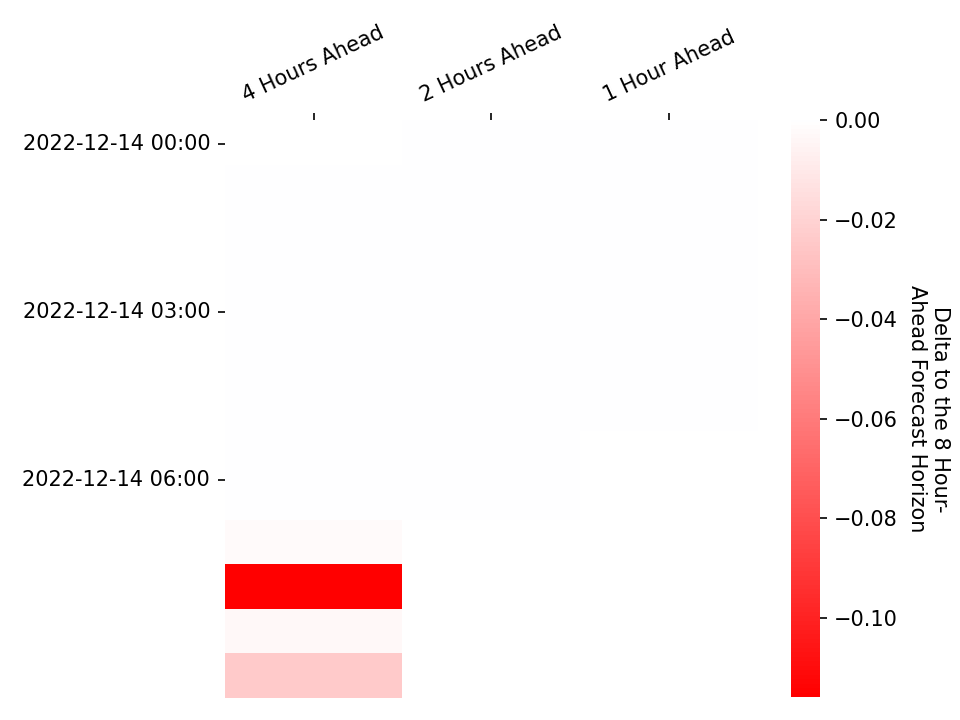 4 Hours Ahead
2 Hours Ahead
1 Hour Ahead
2022-12-14 00:00
2022-12-14 03:00
2022-12-14 06:00
0.00
−0.02
−0.04
−0.06
−0.08
−0.10
Delta to the 8 Hour-
Ahead Forecast Horizon